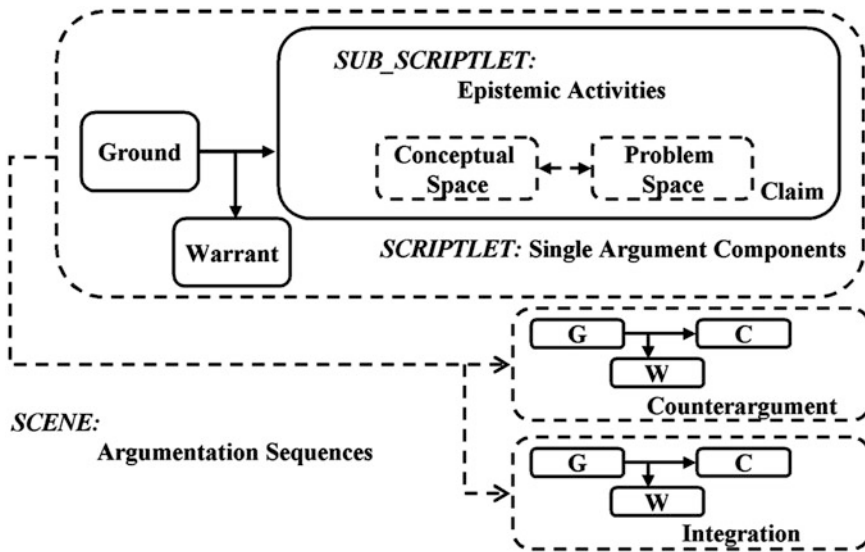 SUB_SCRIPTLET:
Epistemic Activities
Ground
Conceptual
Space
Problem
Space
Claim
Warrant
SCRIPTLET: Single Argument Components
G
C
W
Counterargument
SCENE:
Argumentation Sequences
G
C
W
Integration